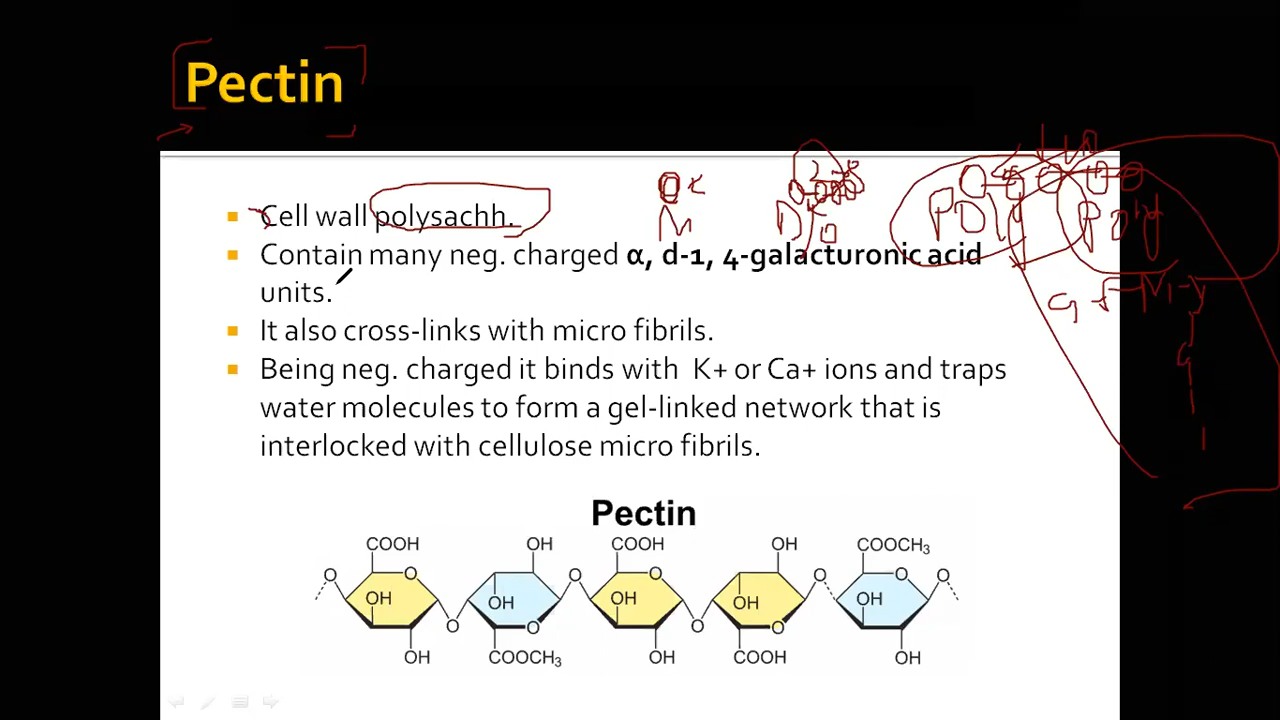 Pectin
Cell wall polysachh.
Contain many neg. charged α, d-1, 4-galacturonic acid
units.
It also cross-links with micro fibrils.
Being neg. charged it binds with K+ or Ca+ ions and traps
water molecules to form a gel-linked network that is
interlocked with cellulose micro fibrils.
Pectin
COOH OH COOH OH COOCH₃
O O O O O O
OH OH OH OH OH
O O O O
OH COOCH₃ OH COOH OH